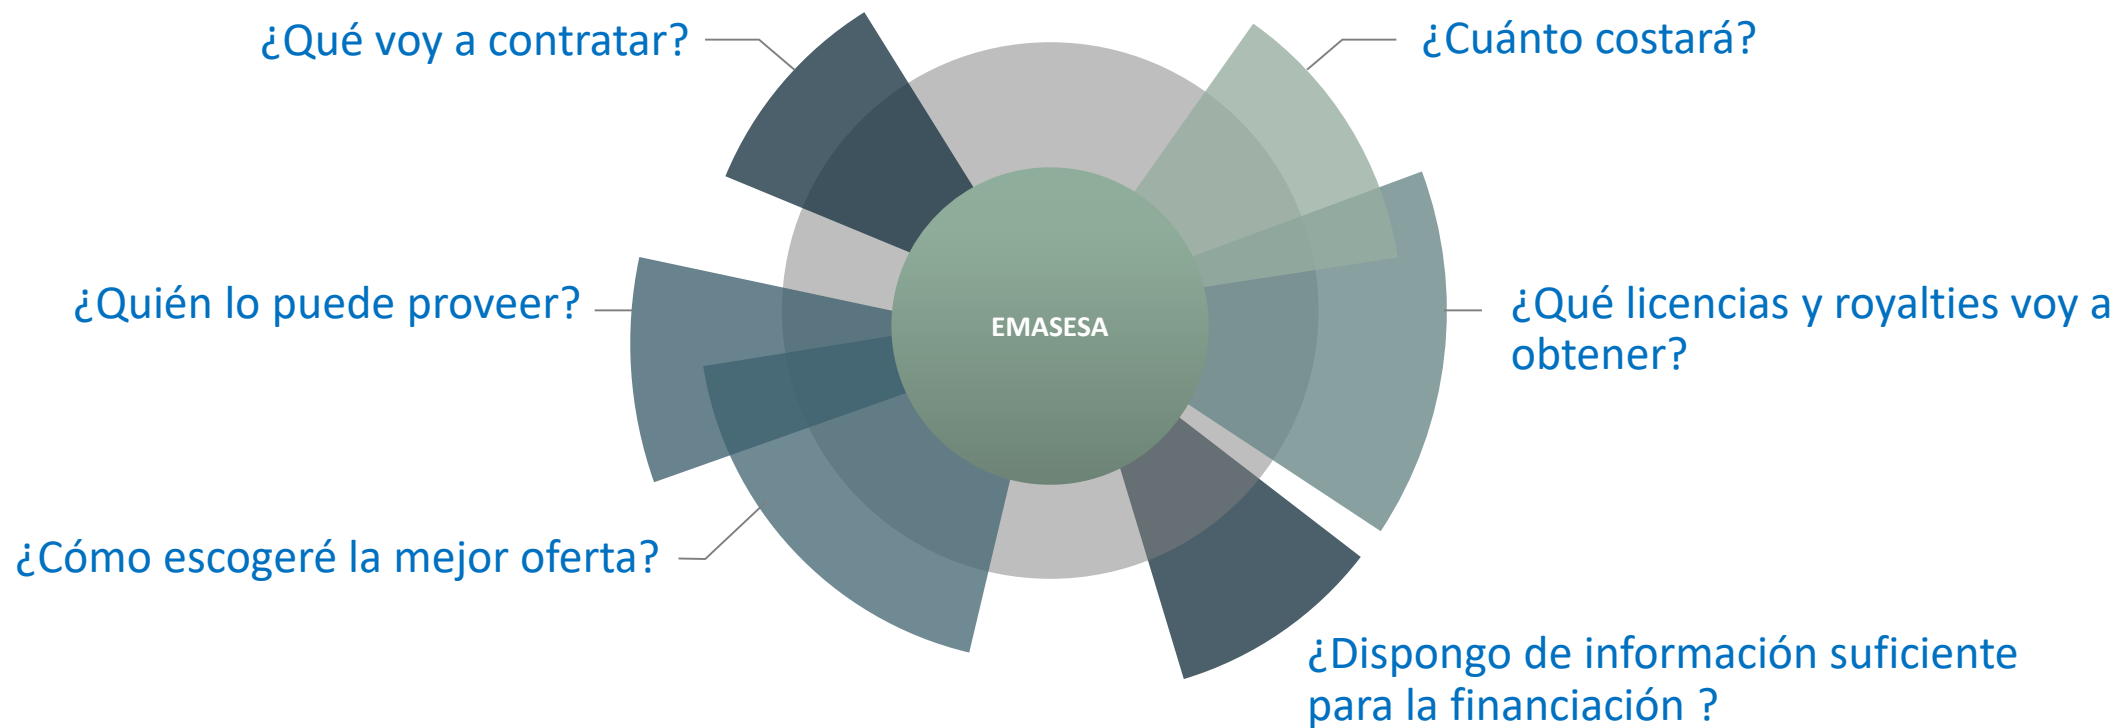 ¿Qué voy a contratar?
¿Cuánto costará?
¿Quién lo puede proveer?
EMASESA
¿Qué licencias y royalties voy a
obtener?
¿Cómo escogeré la mejor oferta?
¿Dispongo de información suficiente
para la financiación ?